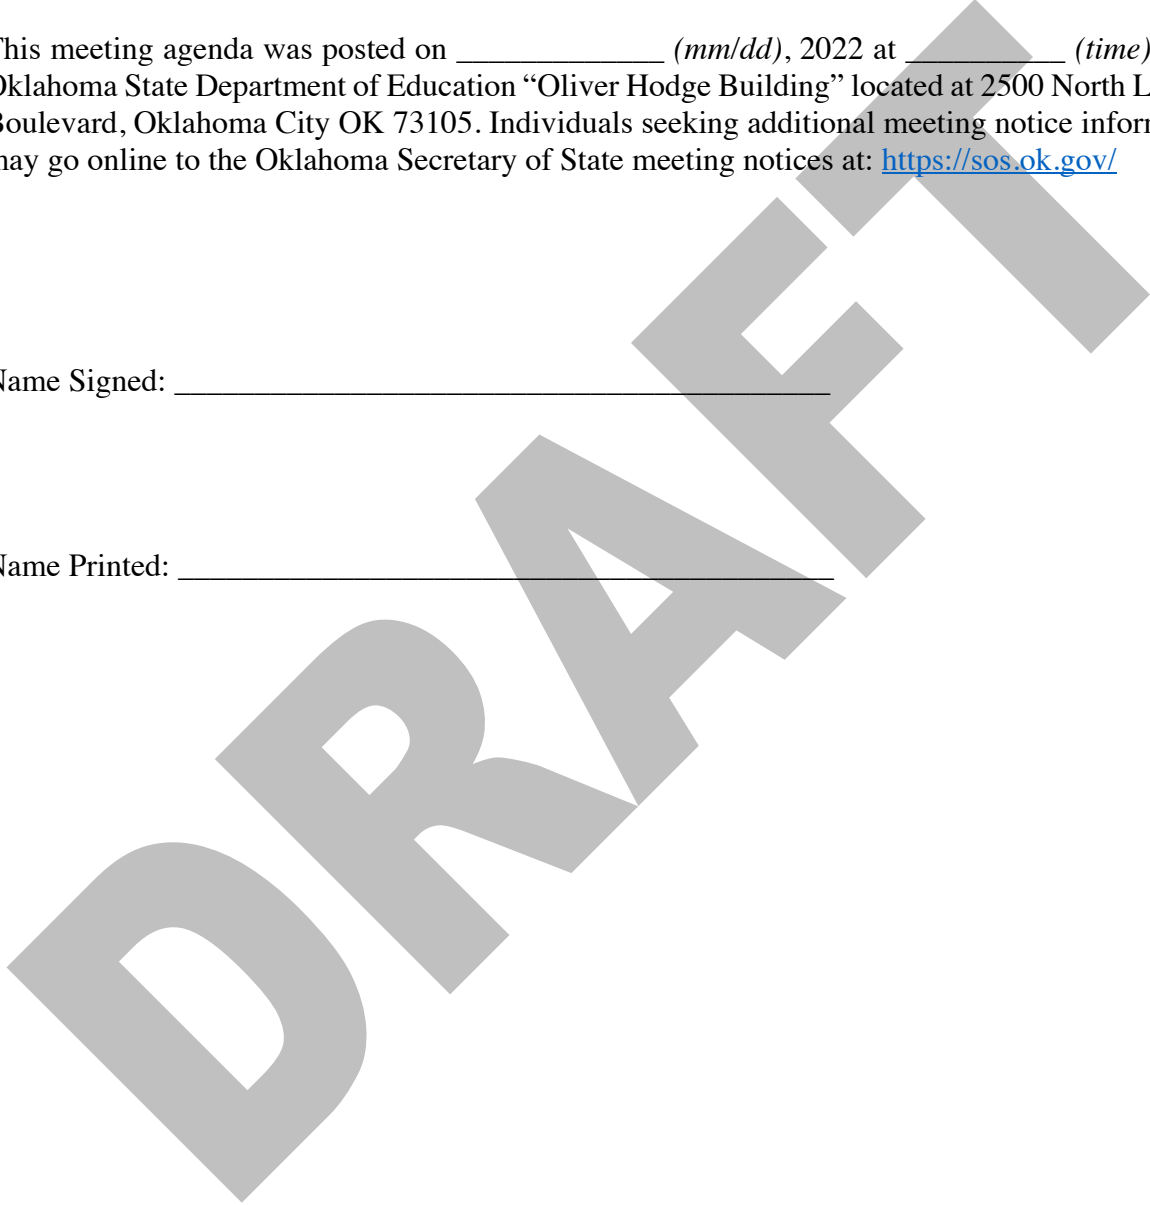 This meeting agenda was posted on _____________ (mm/dd), 2022 at __________ (time)
Oklahoma State Department of Education “Oliver Hodge Building” located at 2500 North L
Boulevard, Oklahoma City OK 73105. Individuals seeking additional meeting notice infor
may go online to the Oklahoma Secretary of State meeting notices at: https://sos.ok.gov/
Name Signed: _________________________________________
Name Printed: _________________________________________
DRAFT